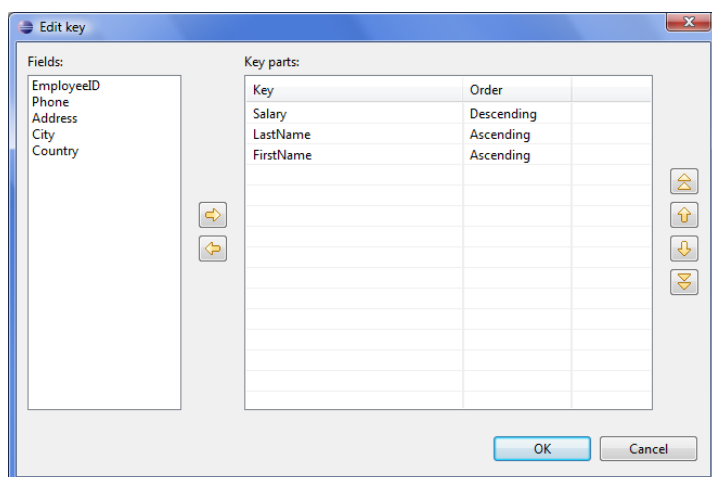 Edit key
Fields:
Key parts:
EmployeeID
Phone
Address
City
Country
Key Order
Salary Descending
LastName Ascending
FirstName Ascending
OK Cancel